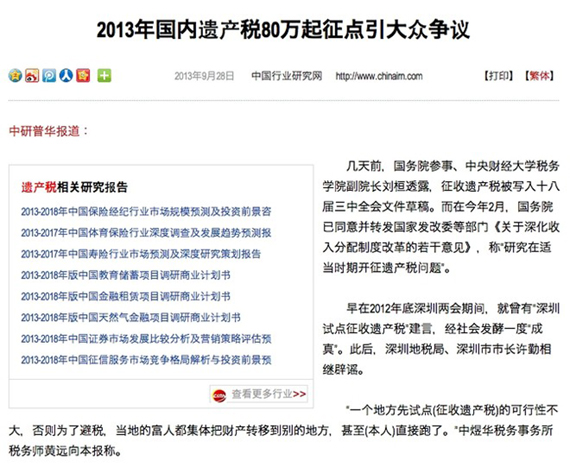 2013年国内遗产税80万起征点引大众争议
2013年9月28日 中国行业研究网 http://www.chinairn.com 【打印】 【繁体】
中研普华报道：
遗产税相关研究报告
2013-2018年中国保险经纪行业市场规模预测及投资前景咨
2013-2017年中国体育保险行业深度调查及发展趋势预测报
2013-2017年中国寿险行业市场预测及深度研究策划报告
2013-2018年版中国教育储蓄项目调研商业计划书
2013-2018年版中国金融租赁项目调研商业计划书
2013-2018年版中国天然气金融项目调研商业计划书
2013-2018年中国证券市场发展比较分析及营销策略评估预
2013-2018年中国征信服务市场竞争格局解析与投资前景预
查看更多行业>>
几天前，国务院参事、中央财经大学税务
学院副院长刘桓透露，征收遗产税被写入十八
届三中全会文件草稿。而在今年2月，国务院
已同意并转发国家发改委等部门《关于深化收
入分配制度改革的若干意见》，称“研究在适
当时期开征遗产税问题”。
早在2012年底深圳两会期间，就曾有“深圳
试点征收遗产税”建言，经社会发酵一度“成
真”。此后，深圳地税局、深圳市市长许勤相
继辟谣。
“一个地方先试点(征收遗产税)的可行性不
大，否则为了避税，当地的富人都集体把财产转移到别的地方，甚至(本人)直接跑了。”中煜华税务事务所
税务师黄远向本报称。